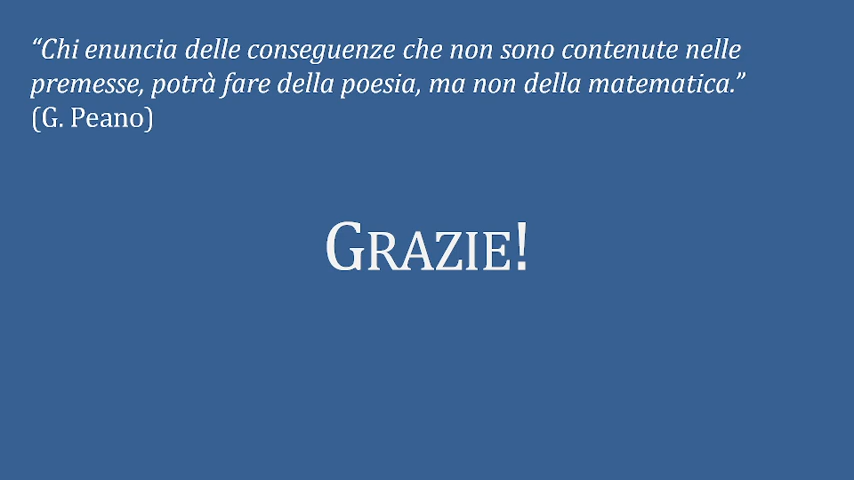 “Chi enuncia delle conseguenze che non sono contenute nelle
premesse, potrà fare della poesia, ma non della matematica.”
(G. Peano)
GRAZIE!